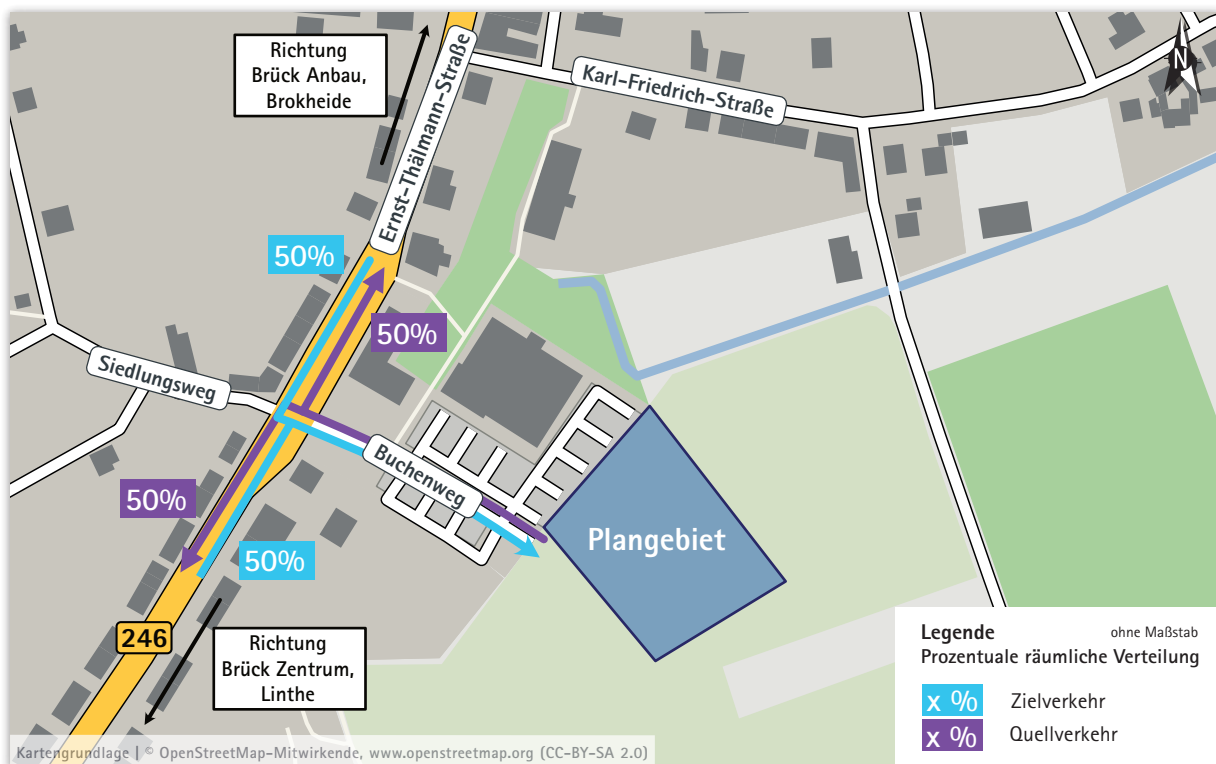 Richtung
Brück Anbau,
Brokheide
Ernst-Thälmann-Straße
Karl-Friedrich-Straße
N
50%
50%
Siedlungsweg
Buchenweg
50%
50%
Plangebiet
246
Richtung
Brück Zentrum,
Linthe
Legende
ohne Maßstab
Prozentuale räumliche Verteilung
x % Zielverkehr
x % Quellverkehr
Kartengrundlage | © OpenStreetMap-Mitwirkende, www.openstreetmap.org (CC-BY-SA 2.0)